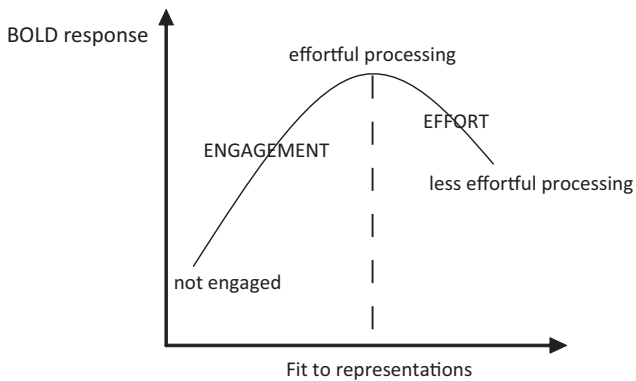 BOLD response
effortful processing
EFFORT
ENGAGEMENT
less effortful processing
not engaged
Fit to representations